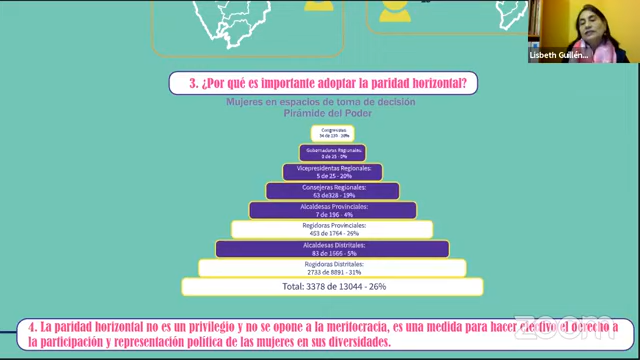 Lisbeth Guillén...
3. ¿Por qué es importante adoptar la paridad horizontal?
Mujeres en espacios de toma de decisión
Pirámide del Poder
Congresistas
Gobernadoras Regionales:
0 de 25 - 0%
Vicepresidentas Regionales:
5 de 25 - 20%
Consejeras Regionales:
63 de328 - 19%
Alcaldesas Provinciales:
7 de 196 - 4%
Regidoras Provinciales:
453 de 1764 - 26%
Alcaldesas Distritales:
83 de 1666 - 5%
Regidoras Distritales:
2733 de 8891 - 31%
Total: 3378 de 13044 - 26%
4. La paridad horizontal no es un privilegio y no se opone a la meritocracia, es una medida para hacer efectivo el derecho a
la participación y representación política de las mujeres en sus diversidades.
zoom